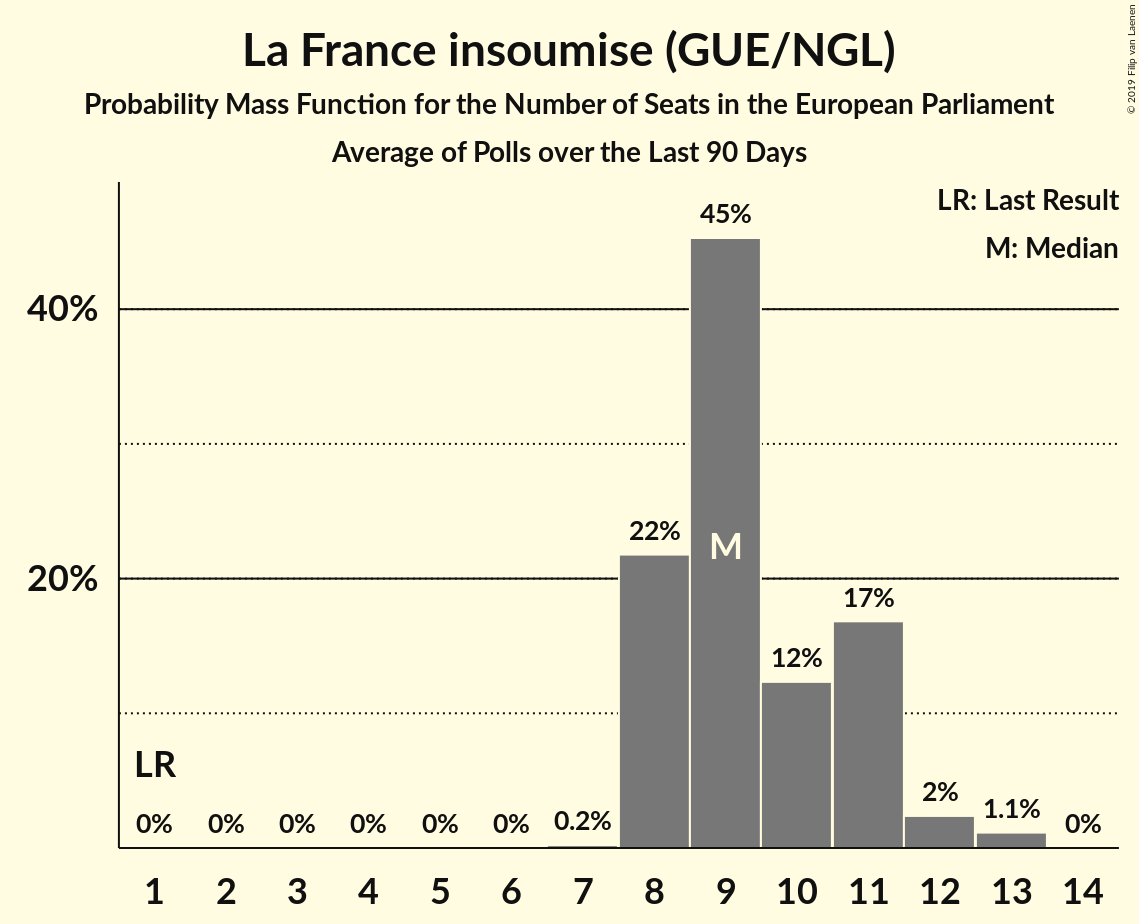 La France insoumise (GUE/NGL)
Probability Mass Function for the Number of Seats in the European Parliament
Average of Polls over the Last 90 Days
© 2019 Filip van Laenen
LR: Last Result
M: Median
45%
40%
22%
M
20%
17%
12%
LR
0% 0% 0% 0% 0% 0% 0.2% 2% 1.1% 0%
1 2 3 4 5 6 7 8 9 10 11 12 13 14